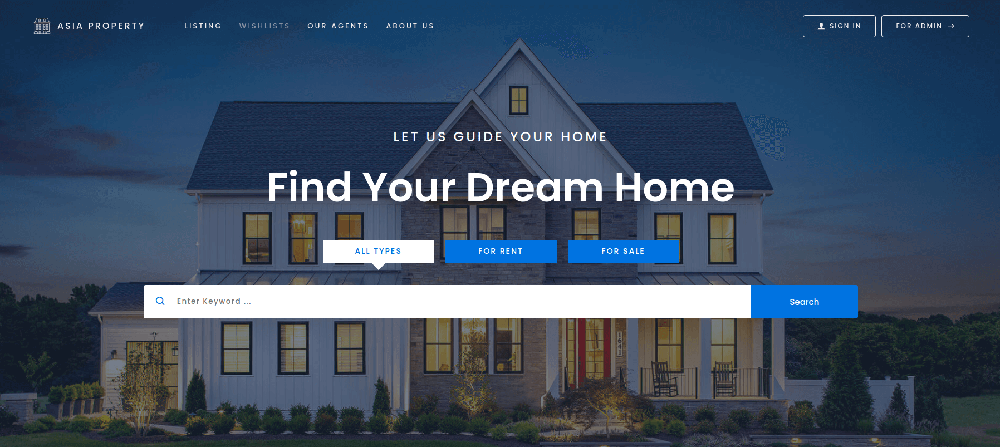 ASIA PROPERTY
LISTING
WISHLISTS
OUR AGENTS
ABOUT US
SIGN IN
FOR ADMIN →
LET US GUIDE YOUR HOME
Find Your Dream Home
ALL TYPES
FOR RENT
FOR SALE
Enter Keyword ...
Search